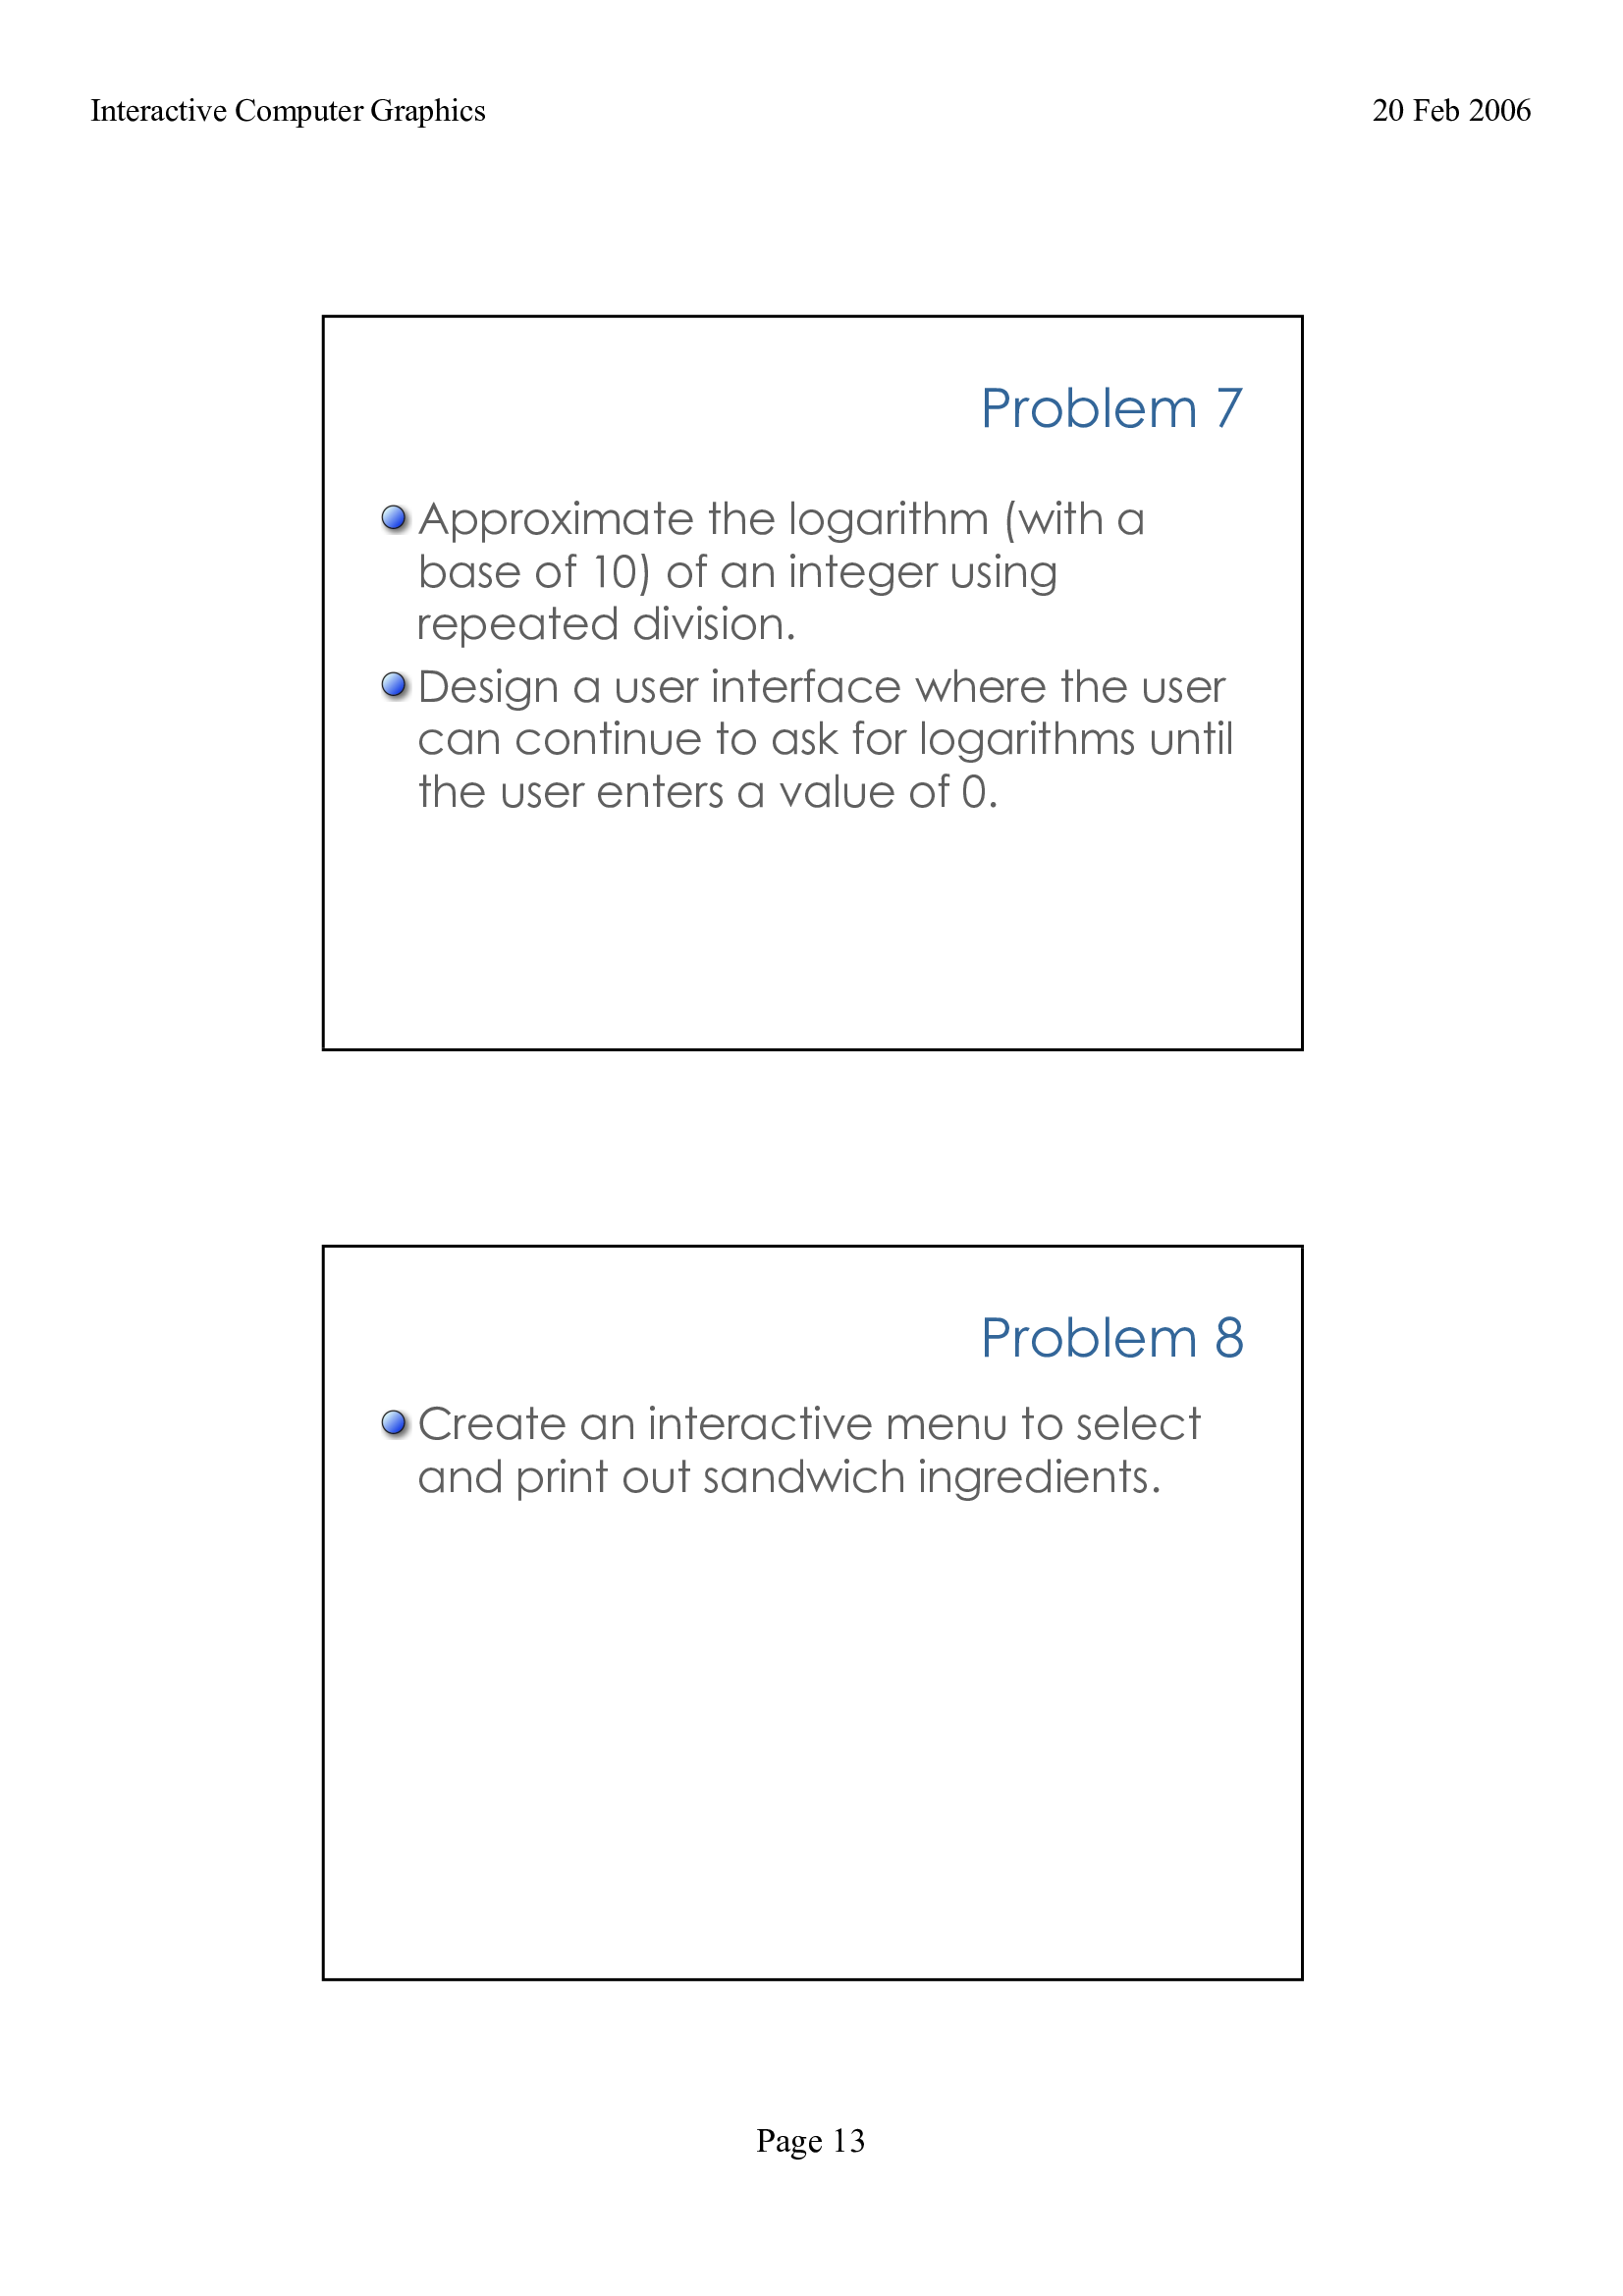 Interactive Computer Graphics
20 Feb 2006
Problem 7
Approximate the logarithm (with a
base of 10) of an integer using
repeated division.
Design a user interface where the user
can continue to ask for logarithms until
the user enters a value of 0.
Problem 8
Create an interactive menu to select
and print out sandwich ingredients.
Page 13